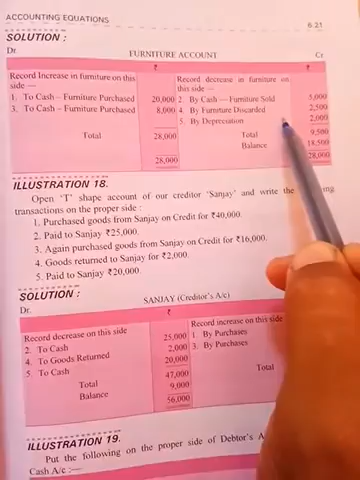 ACCOUNTING EQUATIONS
6.21
SOLUTION :
FURNITURE ACCOUNT
Dr. Cr
₹ ₹
Record Increase in furniture on this side —
Record decrease in furniture on this side —
1. To Cash – Furniture Purchased 20,000
3. To Cash – Furniture Purchased 8,000
2. By Cash — Furniture Sold 5,000
4. By Furniture Discarded 2,500
5. By Depreciation 2,000
Total 28,000
Total 9,500
Balance 18,500
28,000
28,000
ILLUSTRATION 18.
Open 'T' shape account of our creditor 'Sanjay' and write the
transactions on the proper side :
1. Purchased goods from Sanjay on Credit for ₹40,000.
2. Paid to Sanjay ₹25,000.
3. Again purchased goods from Sanjay on Credit for ₹16,000.
4. Goods returned to Sanjay for ₹2,000.
5. Paid to Sanjay ₹20,000.
SOLUTION :
SANJAY (Creditor's A/c)
Dr.
₹
Record decrease on this side
Record increase on this side
2. To Cash 25,000
4. To Goods Returned 2,000
5. To Cash 20,000
1 By Purchases
3. By Purchases
Total 47,000
Balance 9,000
56,000
Total
ILLUSTRATION 19.
Put the following on the proper side of Debtor's A
Cash A/c :—